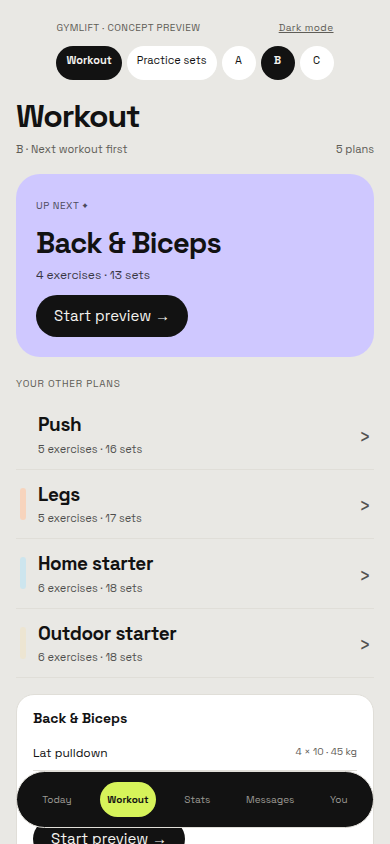 GYMLIFT · CONCEPT PREVIEW
Dark mode
Workout
Practice sets
A
B
C
Workout
B · Next workout first
5 plans
UP NEXT ✦
Back & Biceps
4 exercises · 13 sets
Start preview →
YOUR OTHER PLANS
Push
5 exercises · 16 sets
>
Legs
5 exercises · 17 sets
>
Home starter
6 exercises · 18 sets
>
Outdoor starter
6 exercises · 18 sets
>
Back & Biceps
Lat pulldown
4 × 10 · 45 kg
Today
Workout
Stats
Messages
You
Start preview →